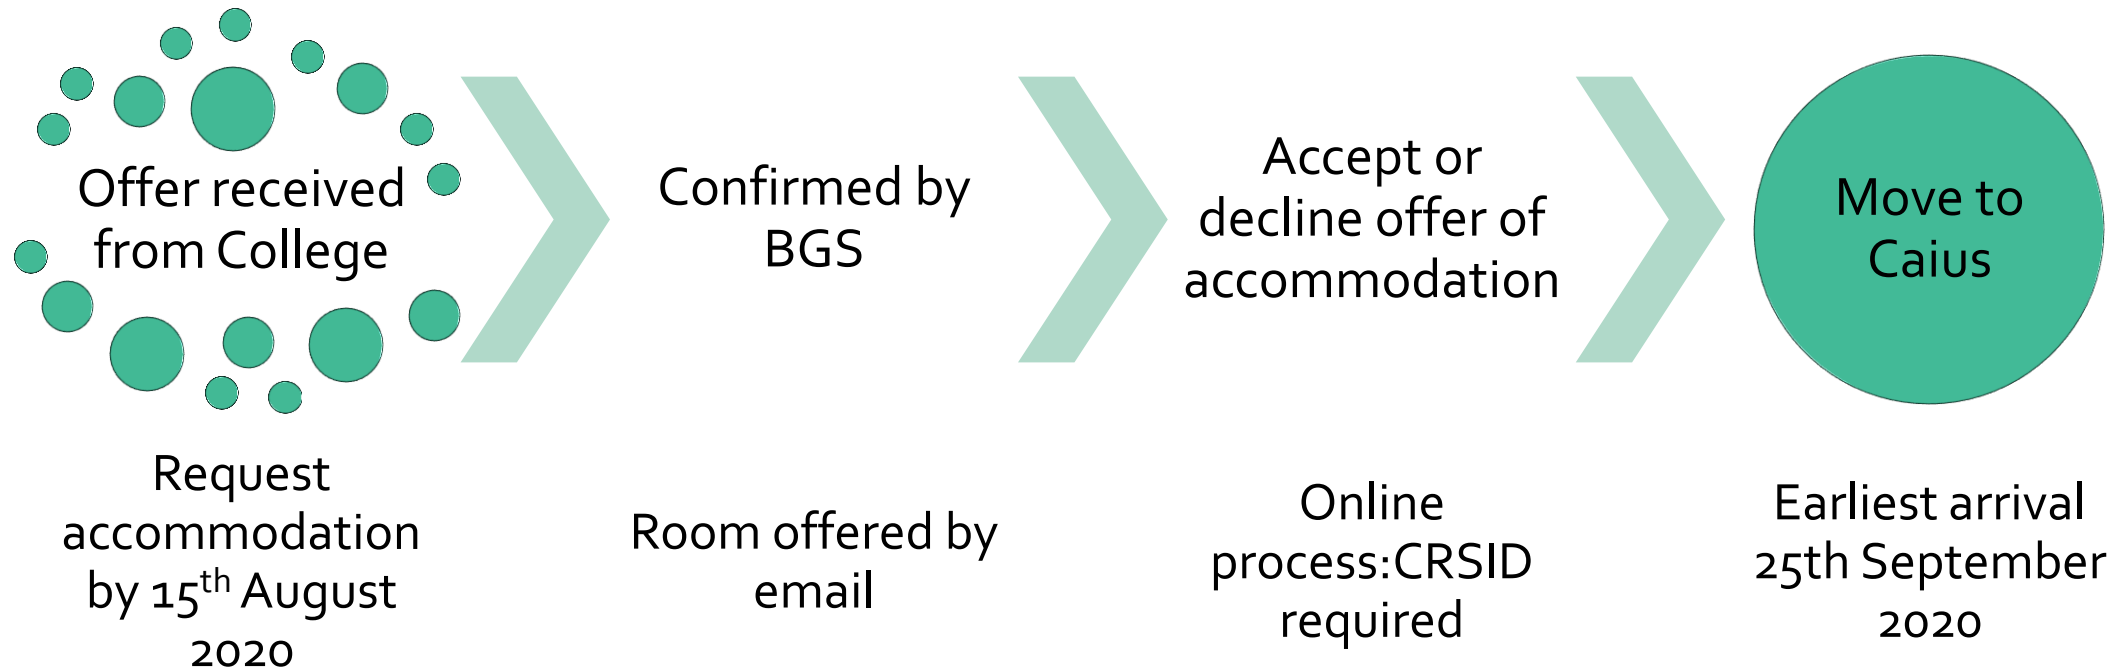 Offer received
from College
Confirmed by
BGS
Accept or
decline offer of
accommodation
Move to
Caius
Request
accommodation
by 15th August
2020
Room offered by
email
Online
process:CRSID
required
Earliest arrival
25th September
2020